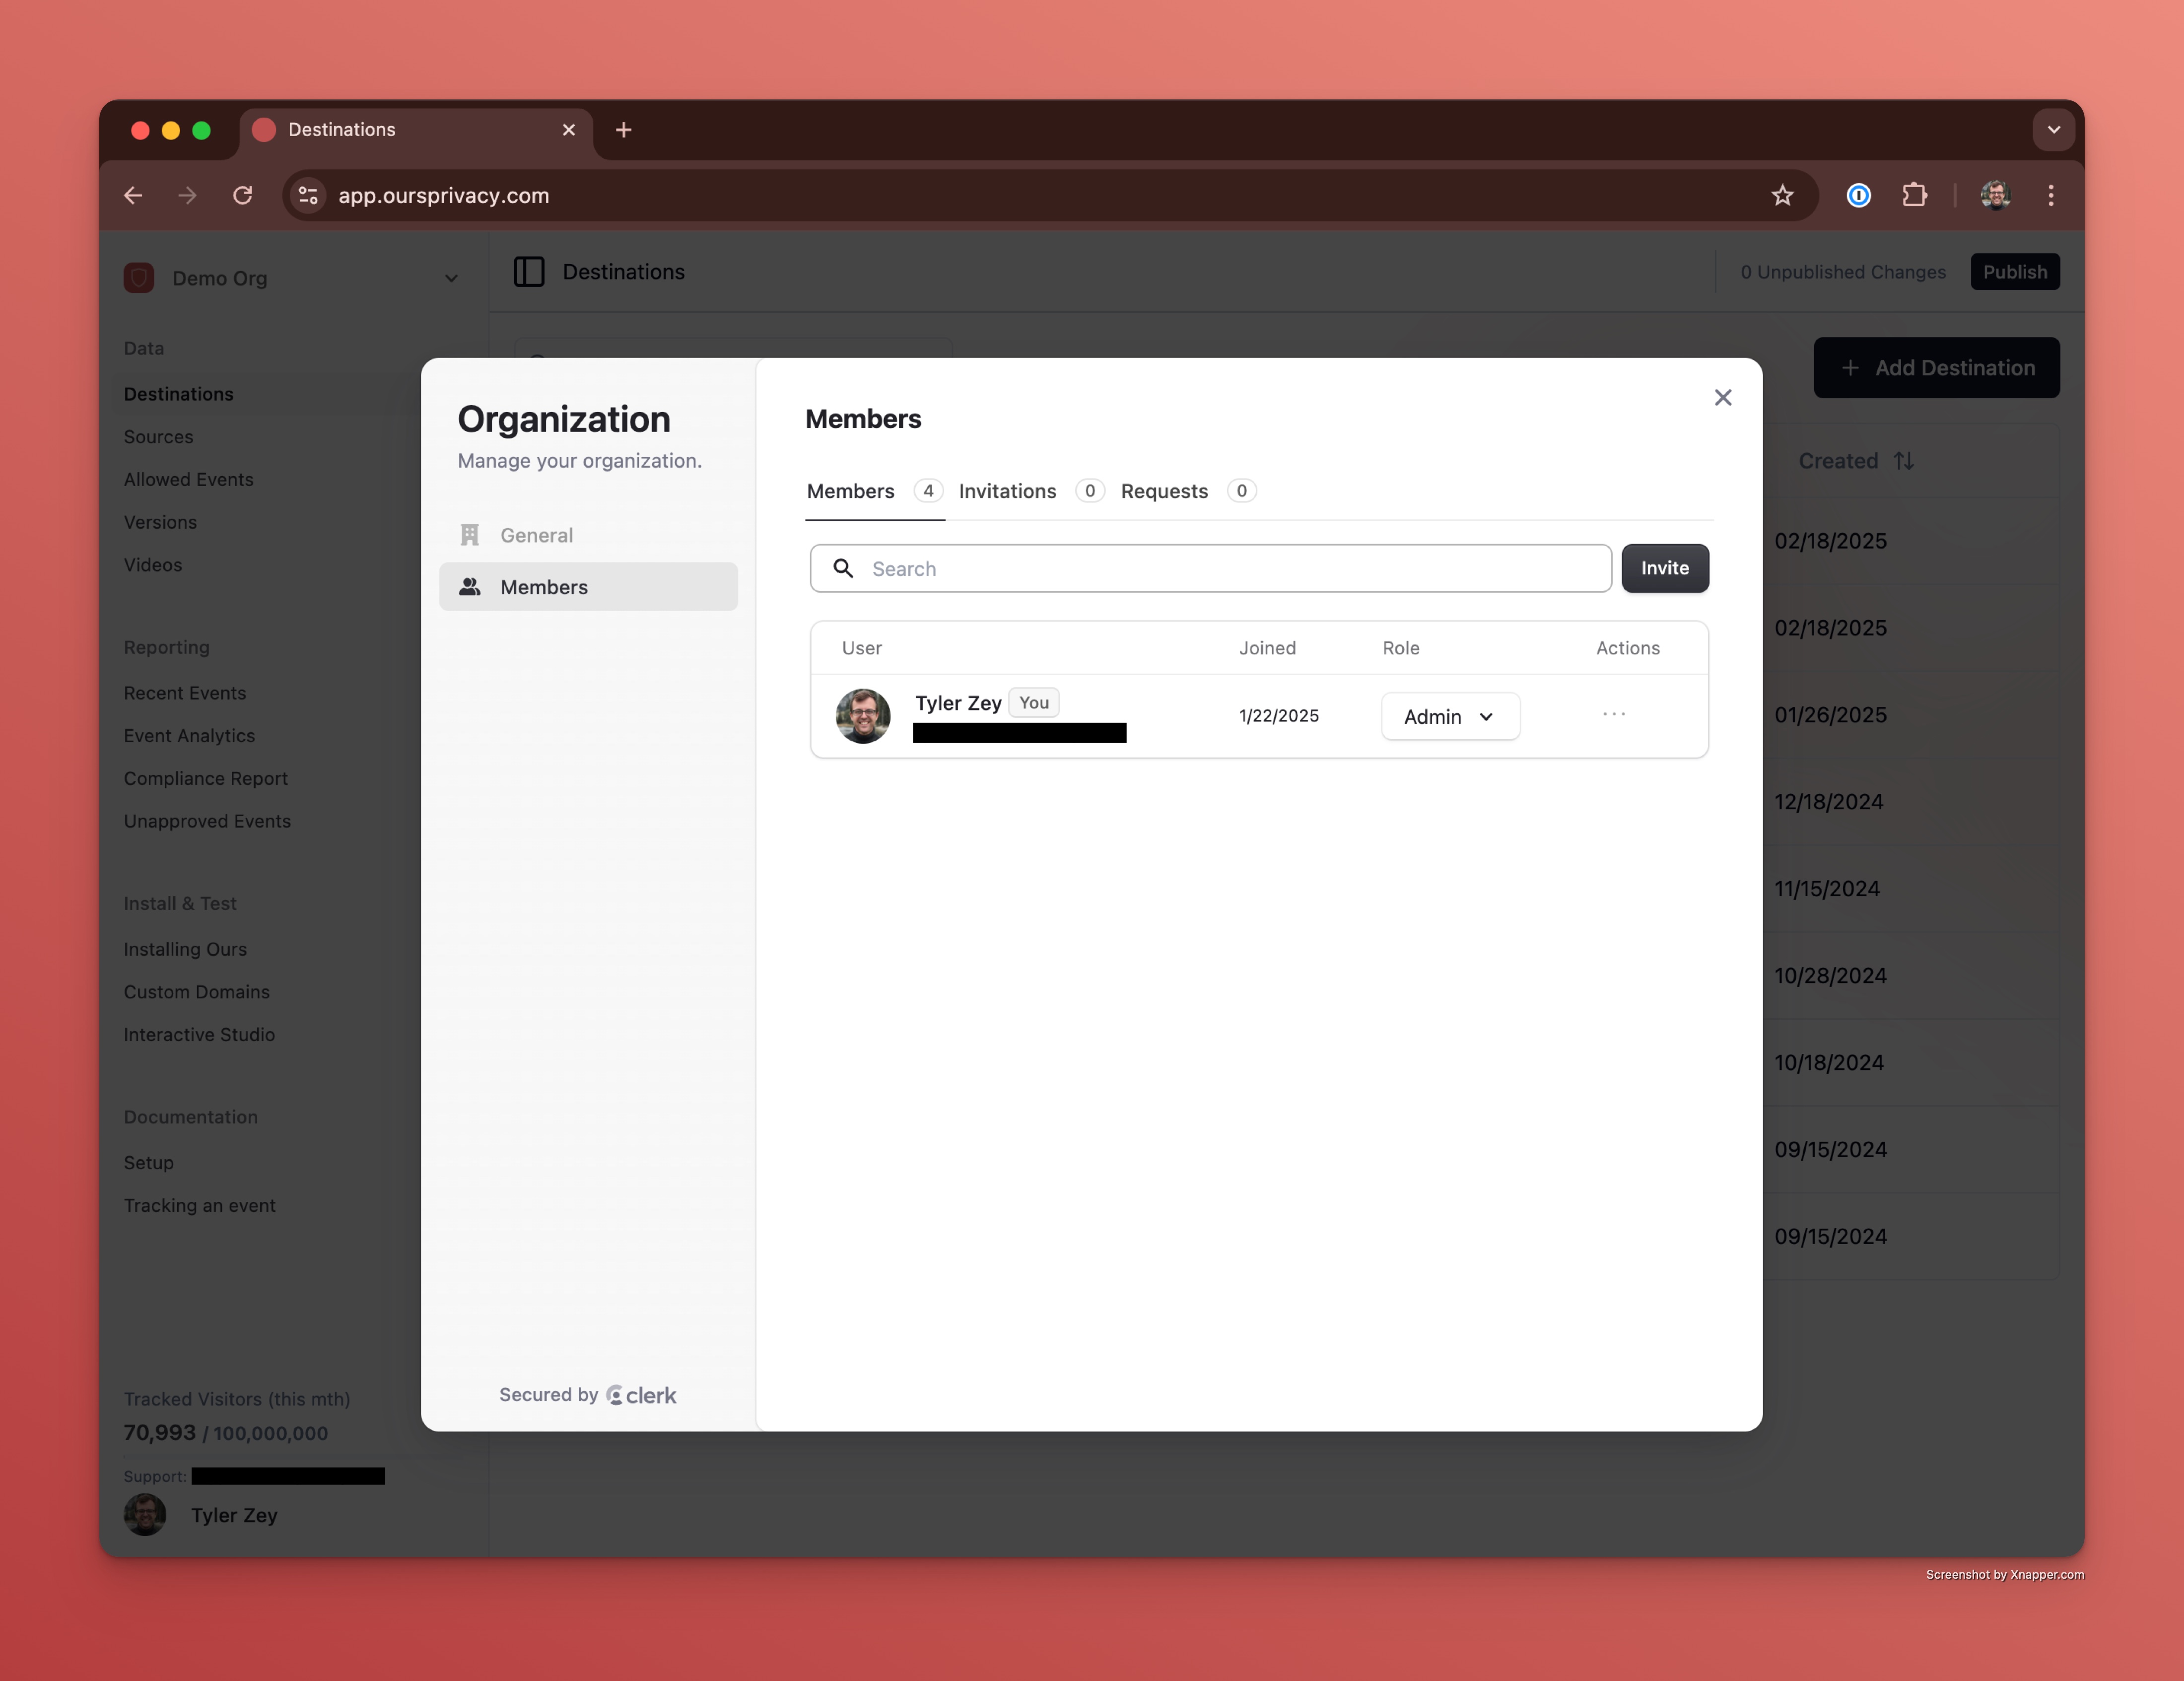 Destinations
app.oursprivacy.com
Demo Org
Destinations
0 Unpublished Changes
Publish
Data
Destinations
Sources
Allowed Events
Versions
Videos
Reporting
Recent Events
Event Analytics
Compliance Report
Unapproved Events
Install & Test
Installing Ours
Custom Domains
Interactive Studio
Documentation
Setup
Tracking an event
Tracked Visitors (this mth)
70,993 / 100,000,000
Support:
Tyler Zey
Organization
Manage your organization.
General
Members
Secured by clerk
Members
Members 4 Invitations 0 Requests 0
Search
Invite
User Joined Role Actions
Tyler Zey You 1/22/2025 Admin
Add Destination
Created
02/18/2025
02/18/2025
01/26/2025
12/18/2024
11/15/2024
10/28/2024
10/18/2024
09/15/2024
09/15/2024
Screenshot by Xnapper.com